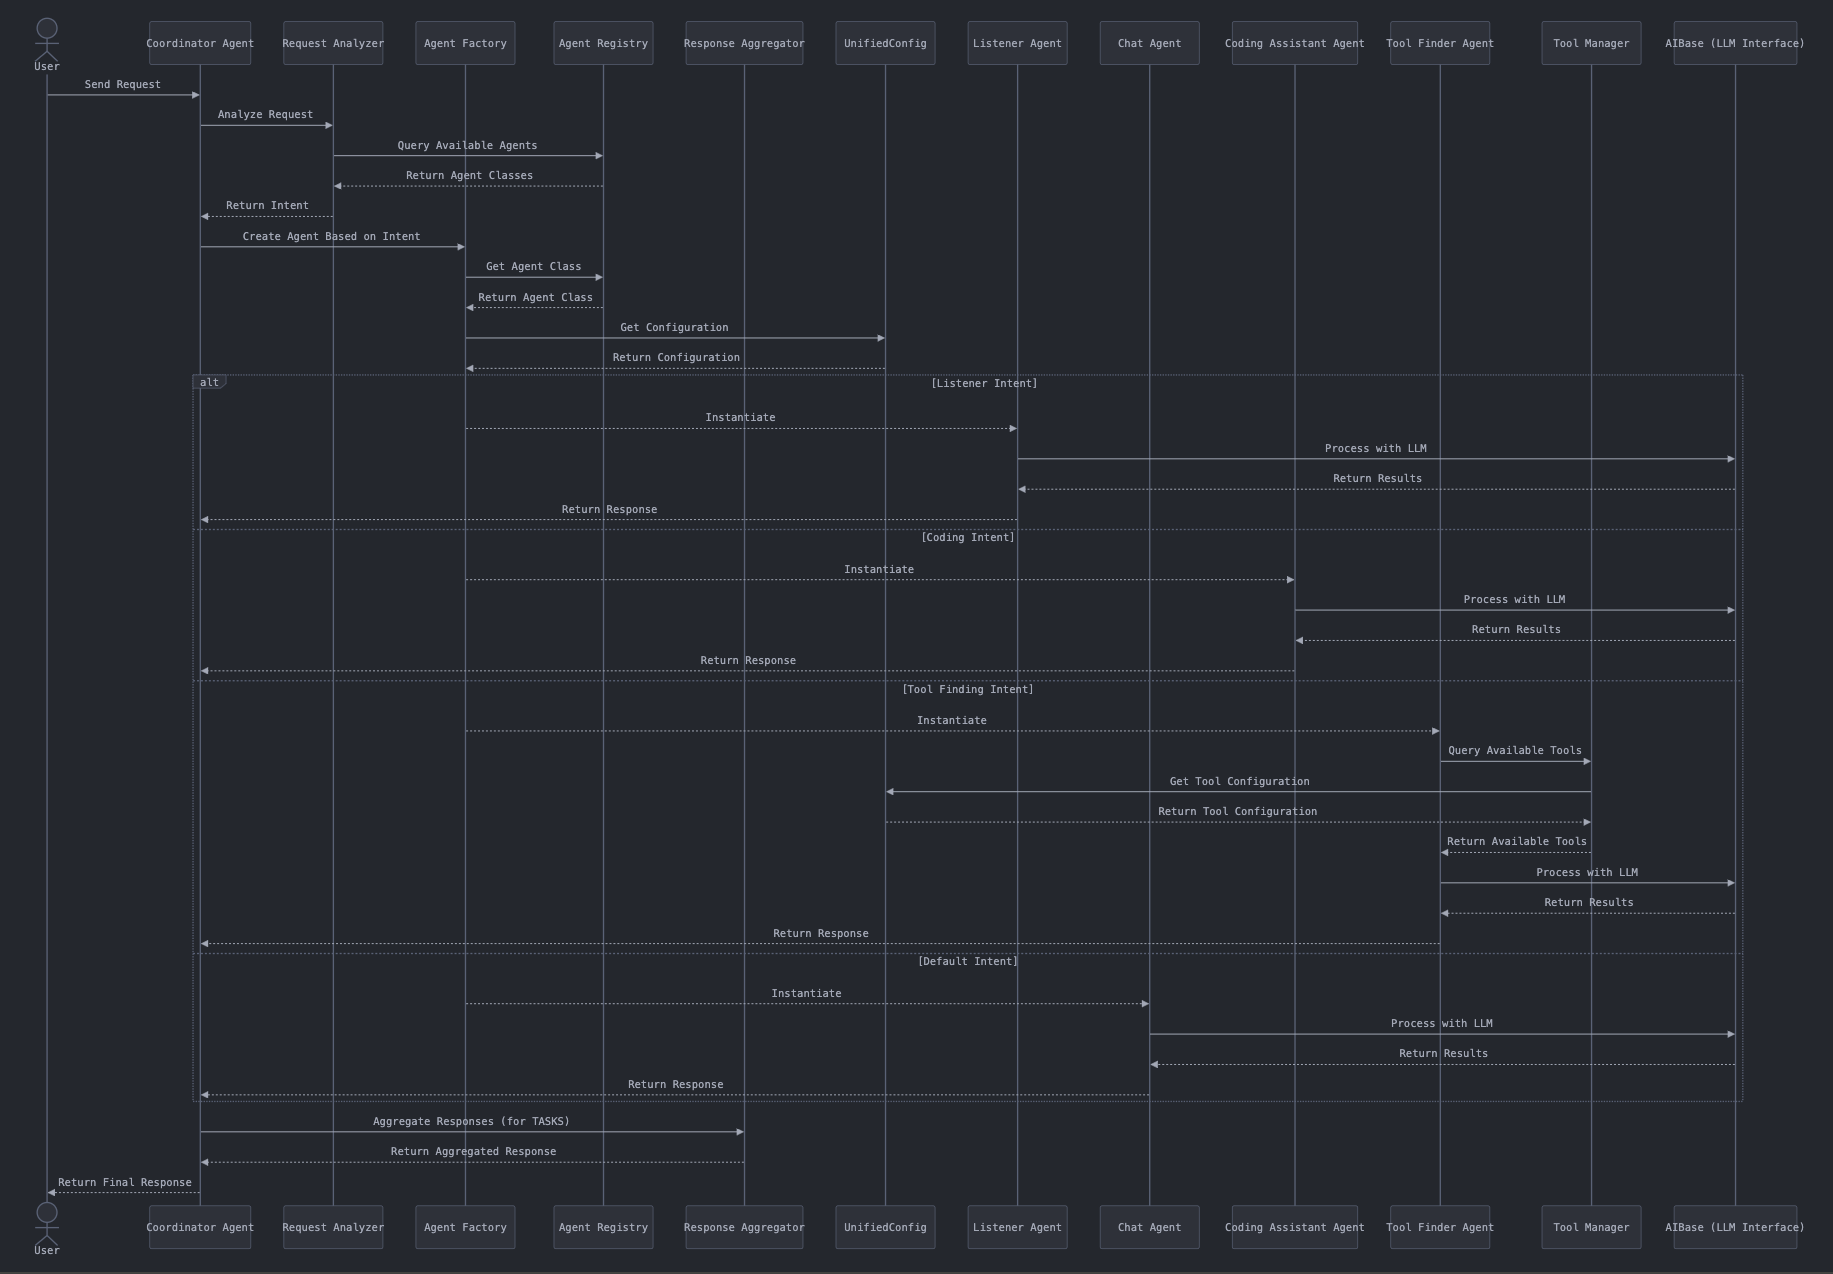 User
Coordinator Agent
Request Analyzer
Agent Factory
Agent Registry
Response Aggregator
UnifiedConfig
Listener Agent
Chat Agent
Coding Assistant Agent
Tool Finder Agent
Tool Manager
AIBase (LLM Interface)
Send Request
Analyze Request
Query Available Agents
Return Agent Classes
Return Intent
Create Agent Based on Intent
Get Agent Class
Return Agent Class
Get Configuration
Return Configuration
alt
[Listener Intent]
Instantiate
Process with LLM
Return Results
Return Response
[Coding Intent]
Instantiate
Process with LLM
Return Results
Return Response
[Tool Finding Intent]
Instantiate
Query Available Tools
Get Tool Configuration
Return Tool Configuration
Return Available Tools
Process with LLM
Return Results
Return Response
[Default Intent]
Instantiate
Process with LLM
Return Results
Return Response
Aggregate Responses (for TASKS)
Return Aggregated Response
Return Final Response
User
Coordinator Agent
Request Analyzer
Agent Factory
Agent Registry
Response Aggregator
UnifiedConfig
Listener Agent
Chat Agent
Coding Assistant Agent
Tool Finder Agent
Tool Manager
AIBase (LLM Interface)